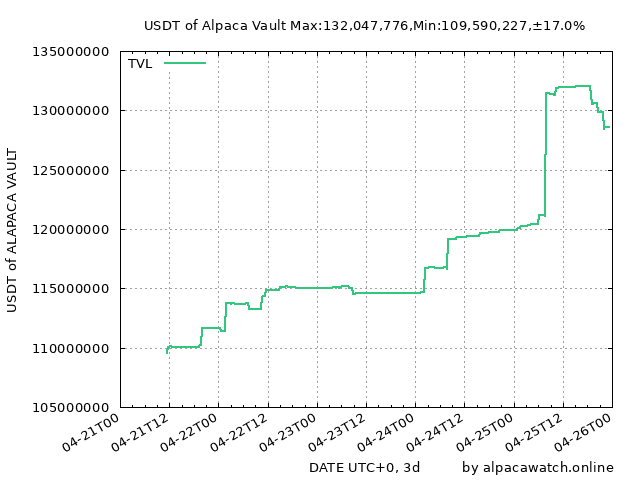 USDT of Alpaca Vault Max:132,047,776,Min:109,590,227,±17.0%
TVL
135000000
130000000
125000000
120000000
115000000
110000000
105000000
USDT of ALAPACA VAULT
04-21T00
04-21T12
04-22T00
04-22T12
04-23T00
04-23T12
04-24T00
04-24T12
04-25T00
04-25T12
04-26T00
DATE UTC+0, 3d
by alpacawatch.online